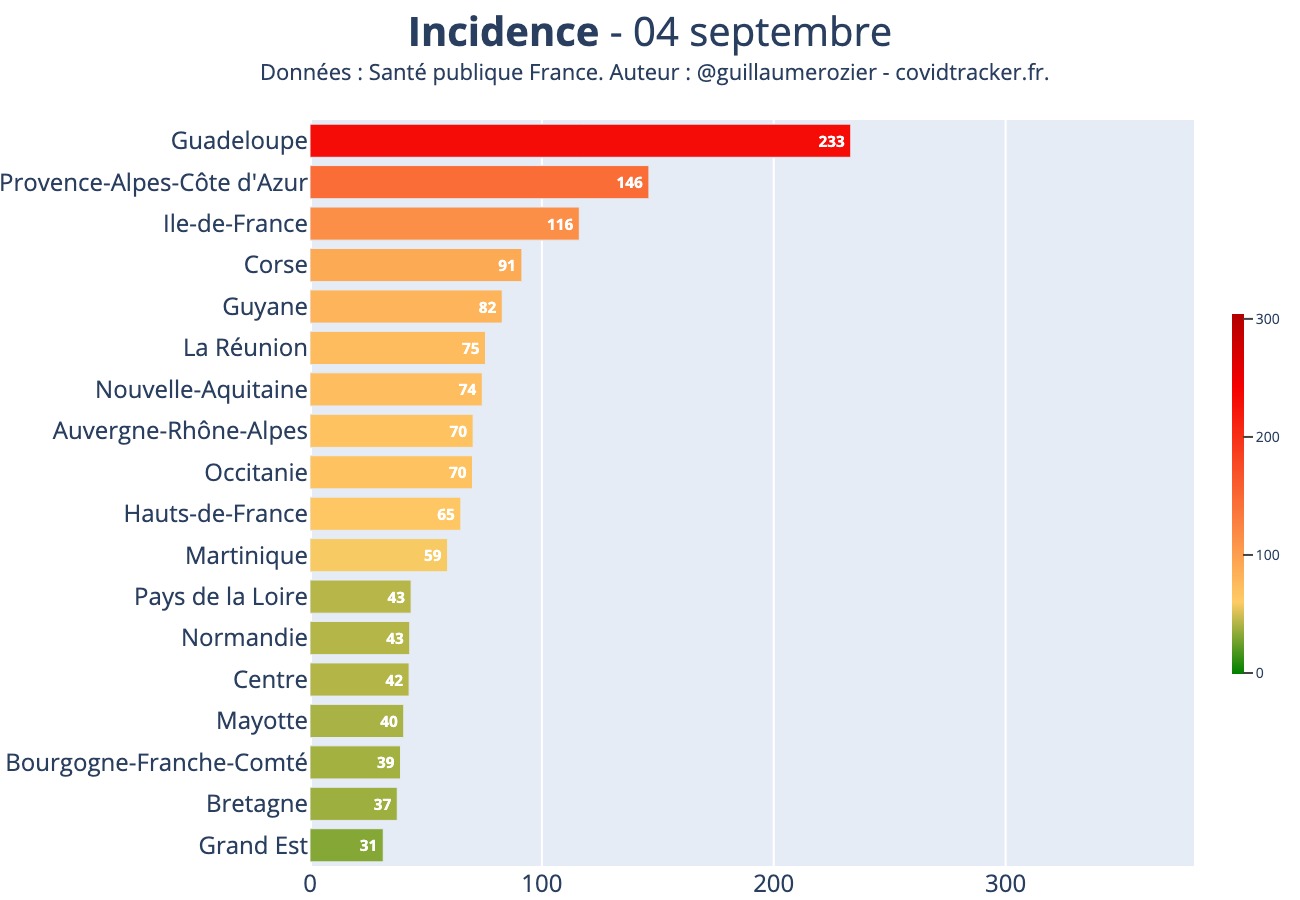 Incidence - 04 septembre
Données : Santé publique France. Auteur : @guillaumerozier - covidtracker.fr.
Guadeloupe 233
Provence-Alpes-Côte d'Azur 146
Ile-de-France 116
Corse 91
Guyane 82
La Réunion 75
Nouvelle-Aquitaine 74
Auvergne-Rhône-Alpes 70
Occitanie 70
Hauts-de-France 65
Martinique 59
Pays de la Loire 43
Normandie 43
Centre 42
Mayotte 40
Bourgogne-Franche-Comté 39
Bretagne 37
Grand Est 31
0 100 200 300
300
200
100
0